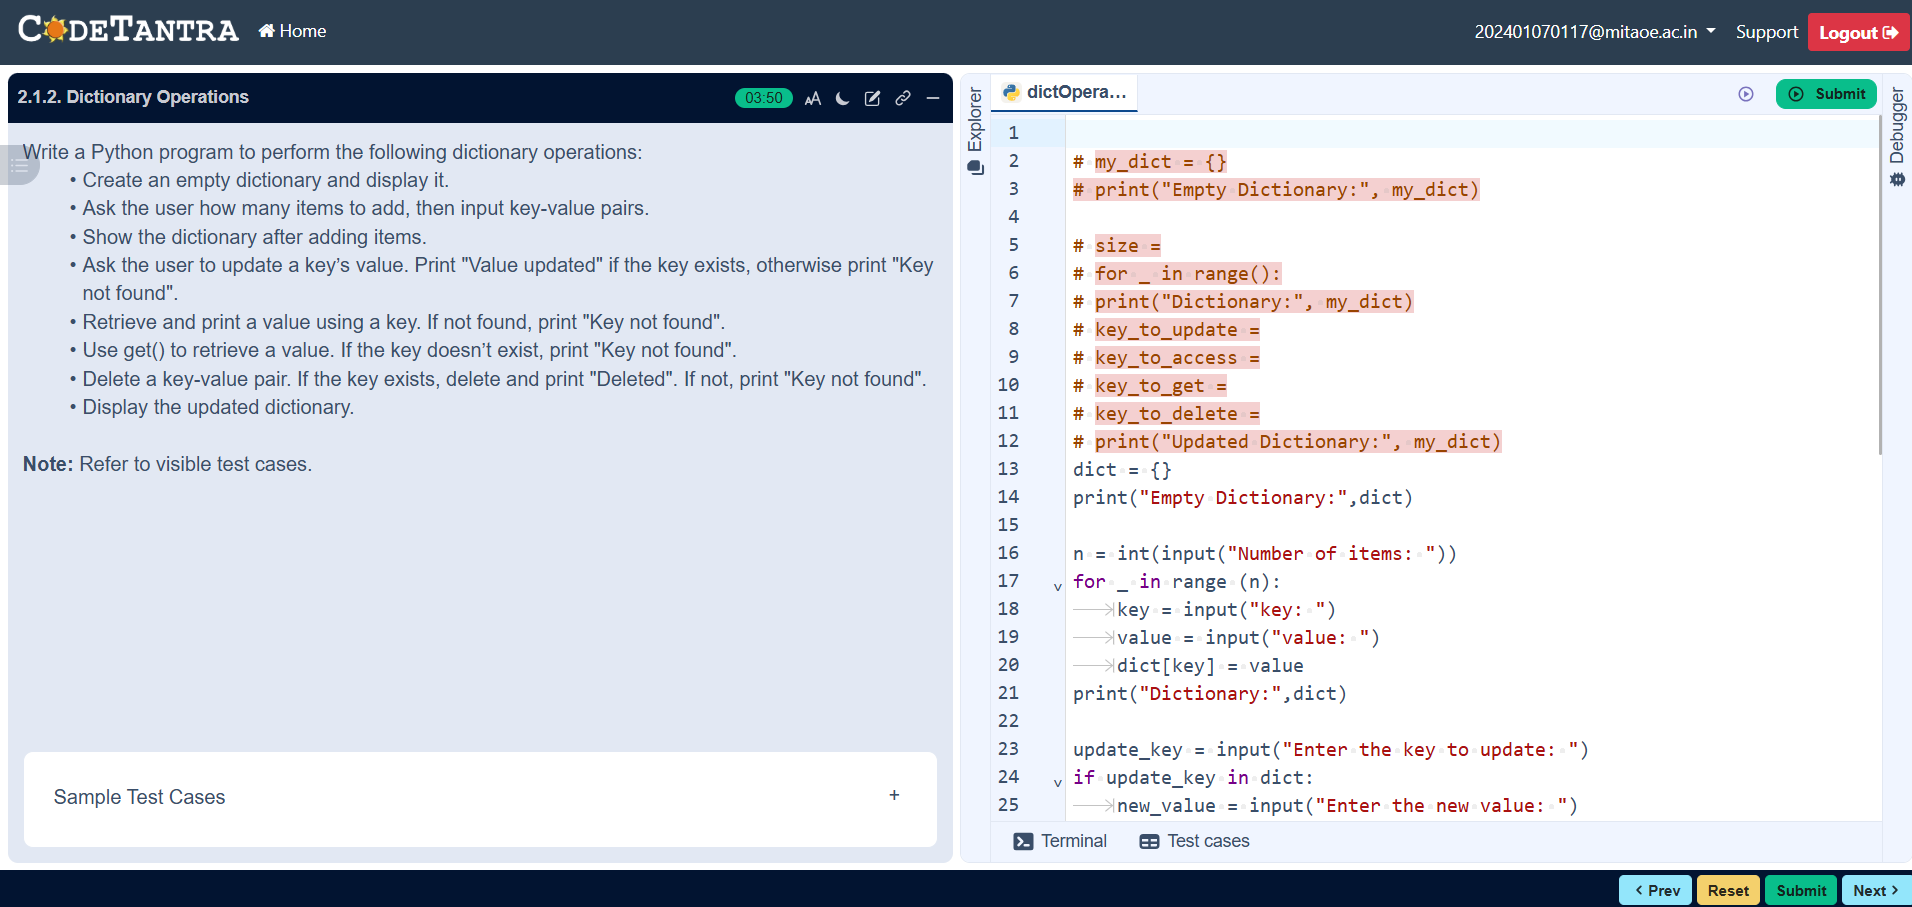 CODETANTRA
Home
202401070117@mitaoe.ac.in
Support
Logout
2.1.2. Dictionary Operations
03:50
AA
Write a Python program to perform the following dictionary operations:
• Create an empty dictionary and display it.
• Ask the user how many items to add, then input key-value pairs.
• Show the dictionary after adding items.
• Ask the user to update a key’s value. Print "Value updated" if the key exists, otherwise print "Key
not found".
• Retrieve and print a value using a key. If not found, print "Key not found".
• Use get() to retrieve a value. If the key doesn’t exist, print "Key not found".
• Delete a key-value pair. If the key exists, delete and print "Deleted". If not, print "Key not found".
• Display the updated dictionary.
Note: Refer to visible test cases.
Sample Test Cases
+
Explorer
dictOpera...
Submit
Debugger
1
2 # my_dict = {}
3 # print("Empty Dictionary:", my_dict)
4
5 # size =
6 # for _ in range():
7 # print("Dictionary:", my_dict)
8 # key_to_update =
9 # key_to_access =
10 # key_to_get =
11 # key_to_delete =
12 # print("Updated Dictionary:", my_dict)
13 dict = {}
14 print("Empty Dictionary:",dict)
15
16 n = int(input("Number of items: "))
17 for _ in range (n):
18 key = input("key: ")
19 value = input("value: ")
20 dict[key] = value
21 print("Dictionary:",dict)
22
23 update_key = input("Enter the key to update: ")
24 if update_key in dict:
25 new_value = input("Enter the new value: ")
Terminal
Test cases
< Prev
Reset
Submit
Next >